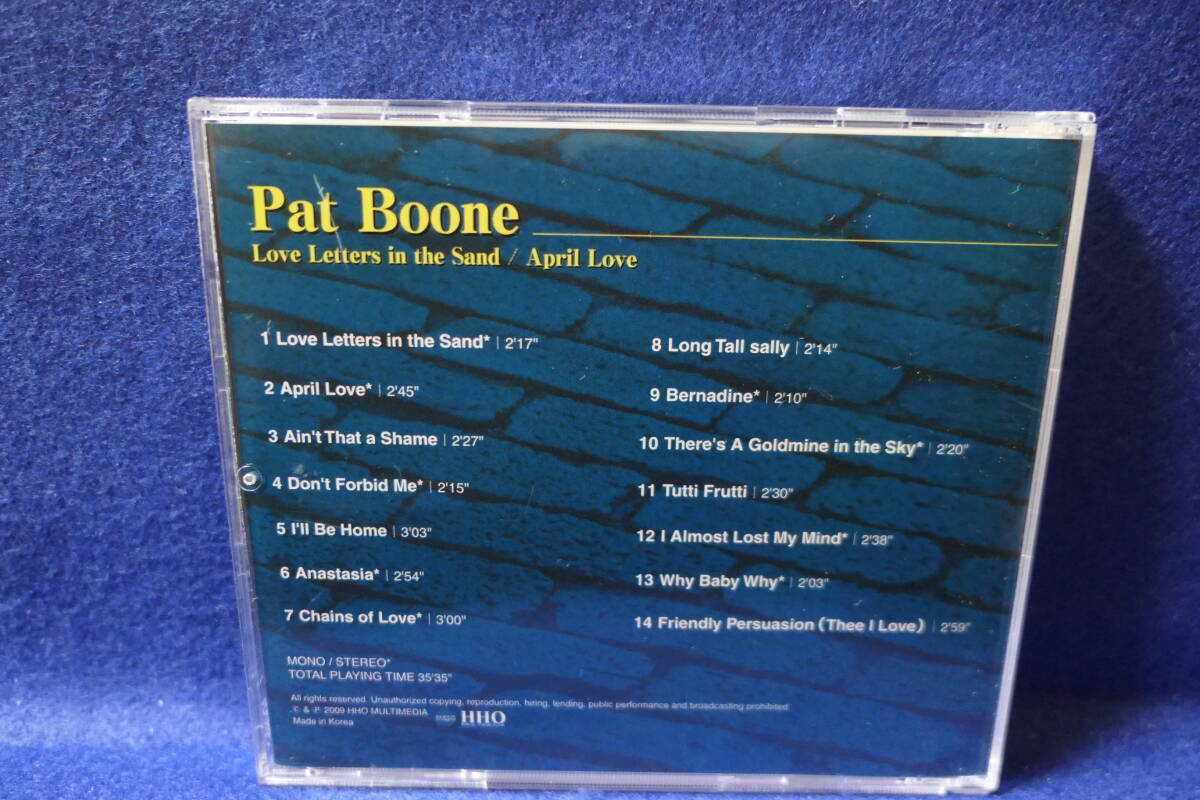 Pat Boone
Love Letters in the Sand / April Love
1 Love Letters in the Sand* | 2'17"
2 April Love* | 2'45"
3 Ain't That a Shame | 2'27"
4 Don't Forbid Me* | 2'15"
5 I'll Be Home | 3'03"
6 Anastasia* | 2'54"
7 Chains of Love* | 3'00"
8 Long Tall sally | 2'14"
9 Bernadine* | 2'10"
10 There's A Goldmine in the Sky* | 2'20"
11 Tutti Frutti | 2'30"
12 I Almost Lost My Mind* | 2'38"
13 Why Baby Why* | 2'03"
14 Friendly Persuasion (Thee I Love) | 2'59"
MONO / STEREO*
TOTAL PLAYING TIME 35'35"
All rights reserved. Unauthorized copying, reproduction, hiring, lending, public performance and broadcasting prohibited.
© & ℗ 2009 HHO MULTIMEDIA
HHO
Made in Korea